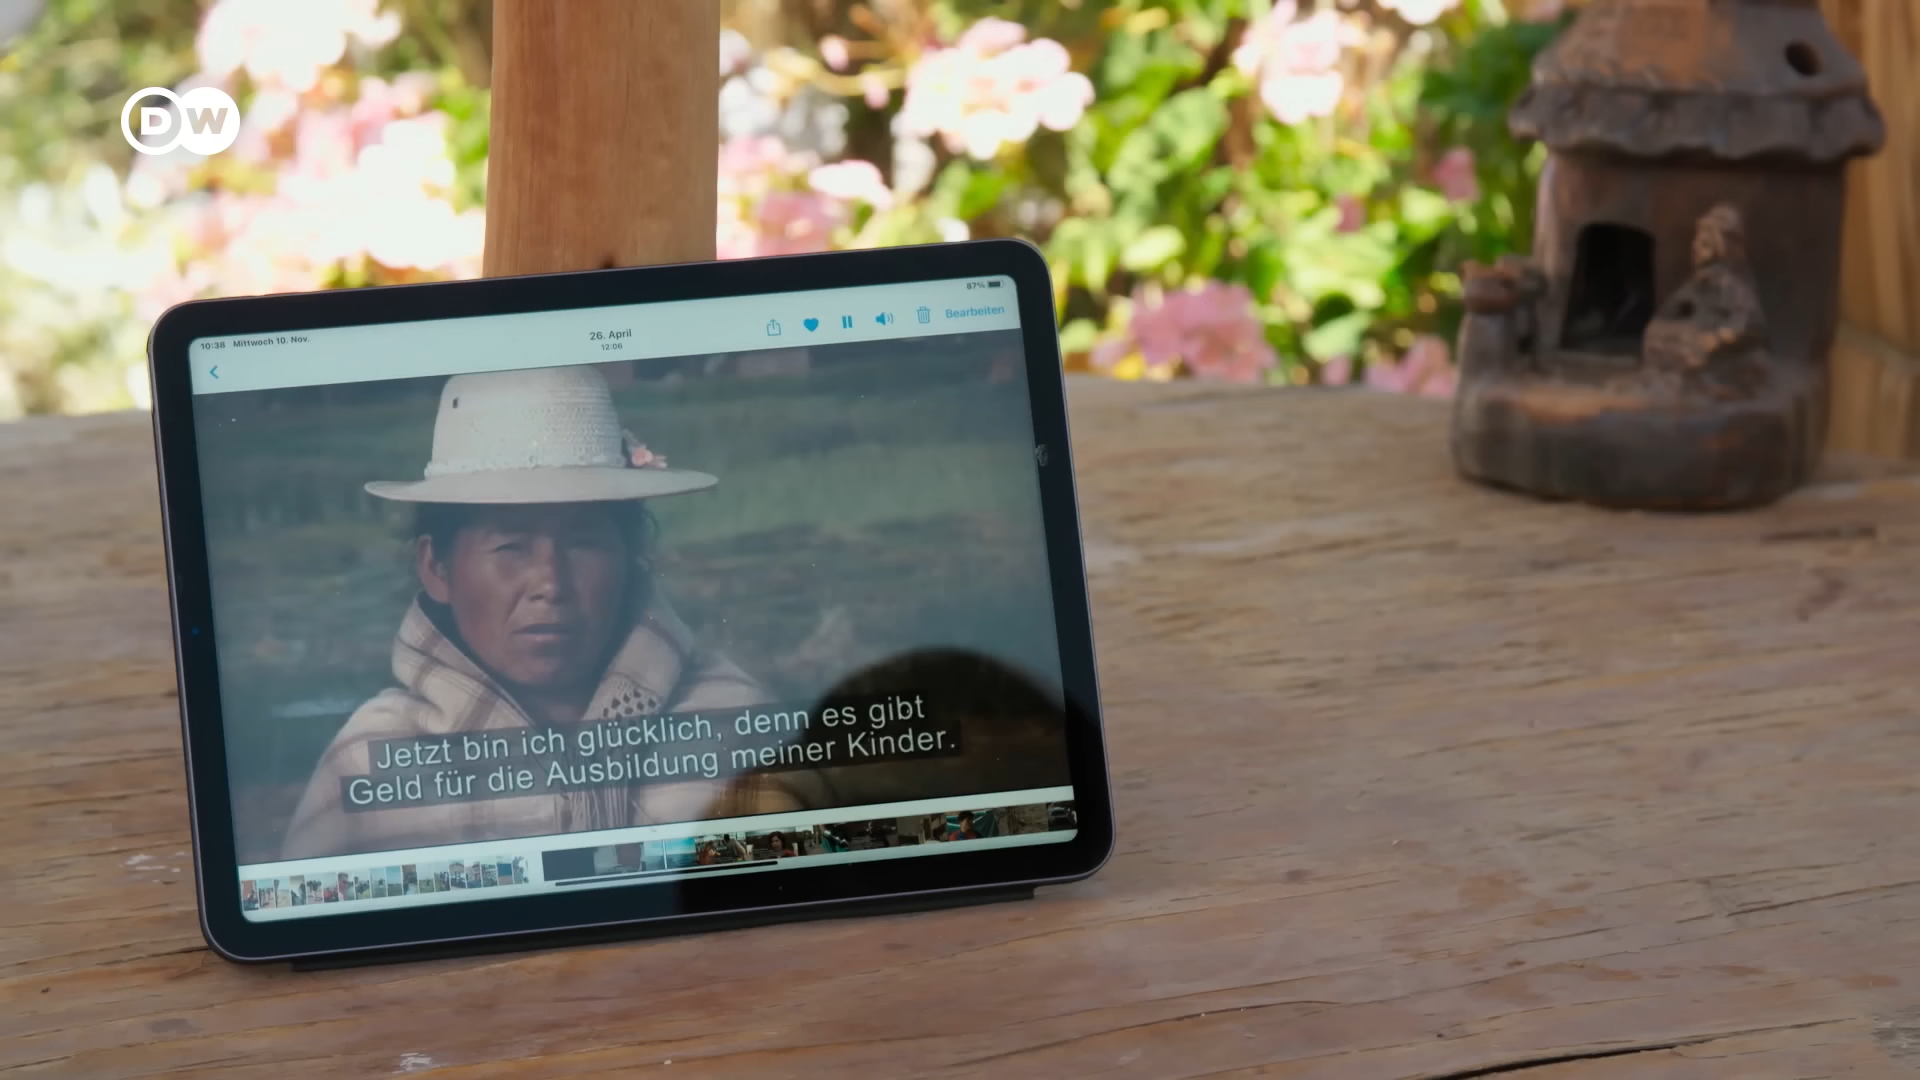 DW
87%
10:38 Mittwoch 10. Nov.
26. April
12:06
Bearbeiten
Jetzt bin ich glücklich, denn es gibt
Geld für die Ausbildung meiner Kinder.